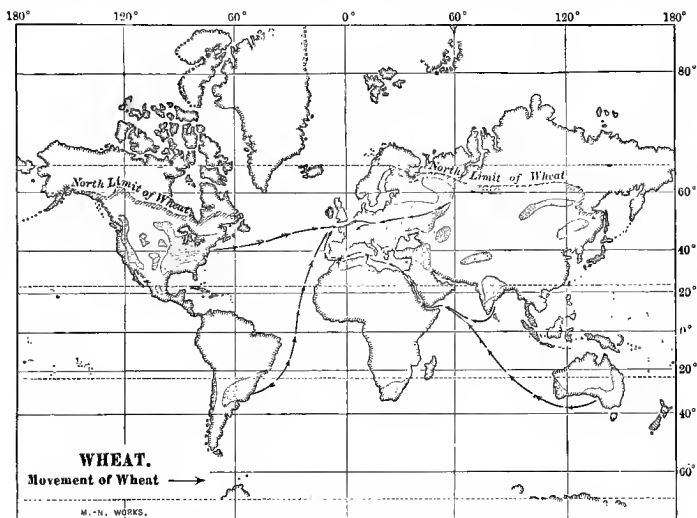 180° 120° 60° 0° 60° 120° 180°
80°
North Limit of Wheat
North Limit of Wheat
60°
40°
20°
0°
20°
40°
60°
WHEAT.
Movement of Wheat
M.-N. WORKS.